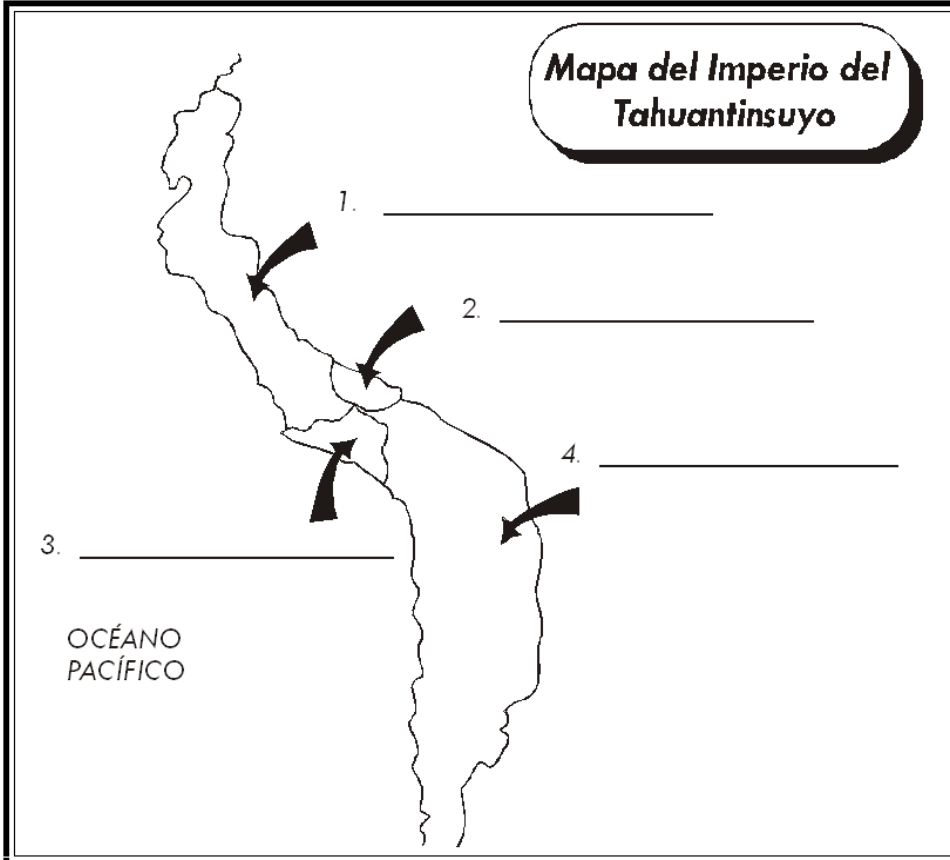 Mapa del Imperio del
Tahuantinsuyo
1.
2.
4.
3.
OCÉANO
PACÍFICO